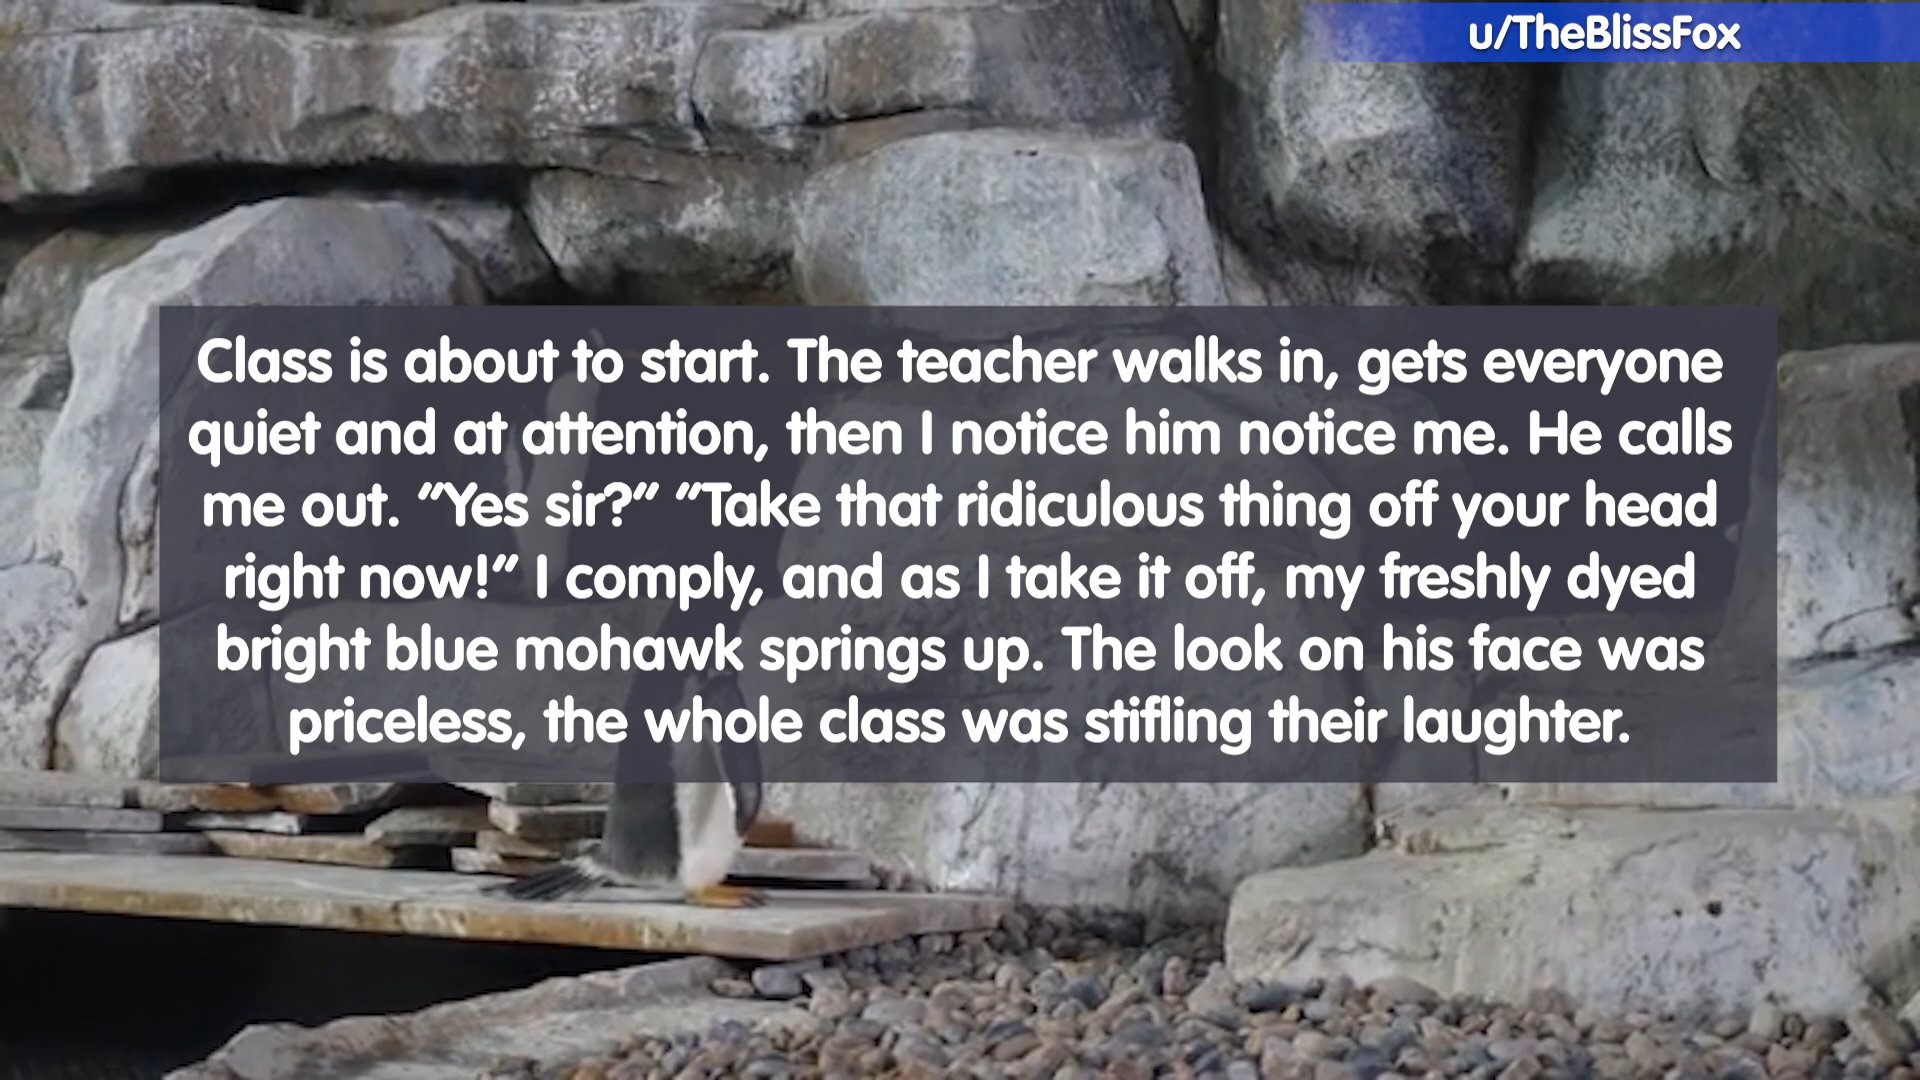 u/TheBlissFox
Class is about to start. The teacher walks in, gets everyone
quiet and at attention, then I notice him notice me. He calls
me out. "Yes sir?" "Take that ridiculous thing off your head
right now!" I comply, and as I take it off, my freshly dyed
bright blue mohawk springs up. The look on his face was
priceless, the whole class was stifling their laughter.